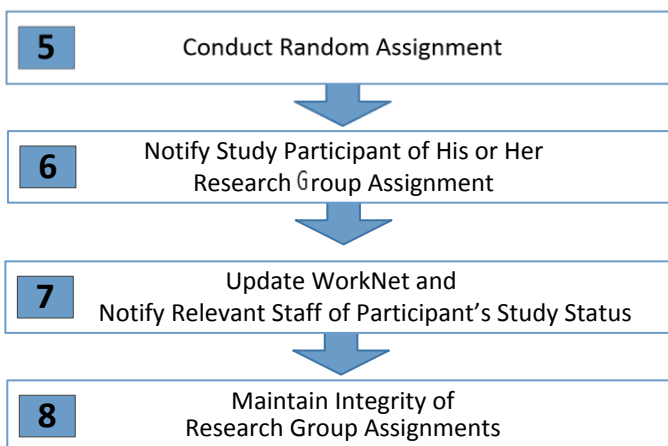 5
Conduct Random Assignment
6
Notify Study Participant of His or Her
Research Group Assignment
7
Update WorkNet and
Notify Relevant Staff of Participant’s Study Status
8
Maintain Integrity of
Research Group Assignments